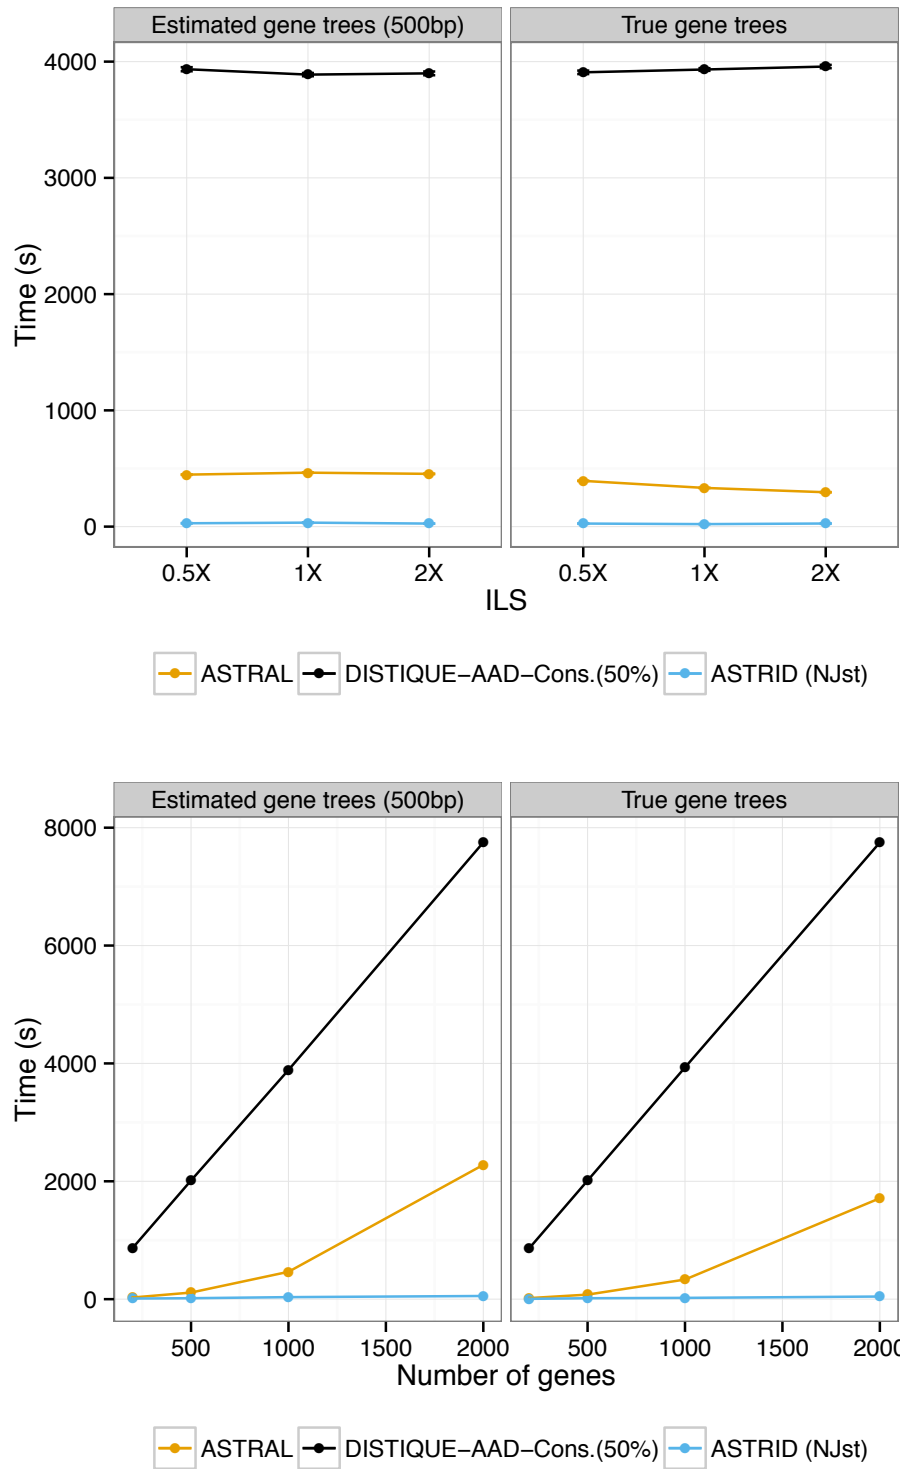 Estimated gene trees (500bp) True gene trees
4000
3000
2000
1000
0
Time (s)
0.5X 1X 2X 0.5X 1X 2X
ILS
ASTRAL DISTIQUE−AAD−Cons.(50%) ASTRID (NJst)
Estimated gene trees (500bp) True gene trees
8000
6000
4000
2000
0
Time (s)
500 1000 1500 2000 500 1000 1500 2000
Number of genes
ASTRAL DISTIQUE−AAD−Cons.(50%) ASTRID (NJst)